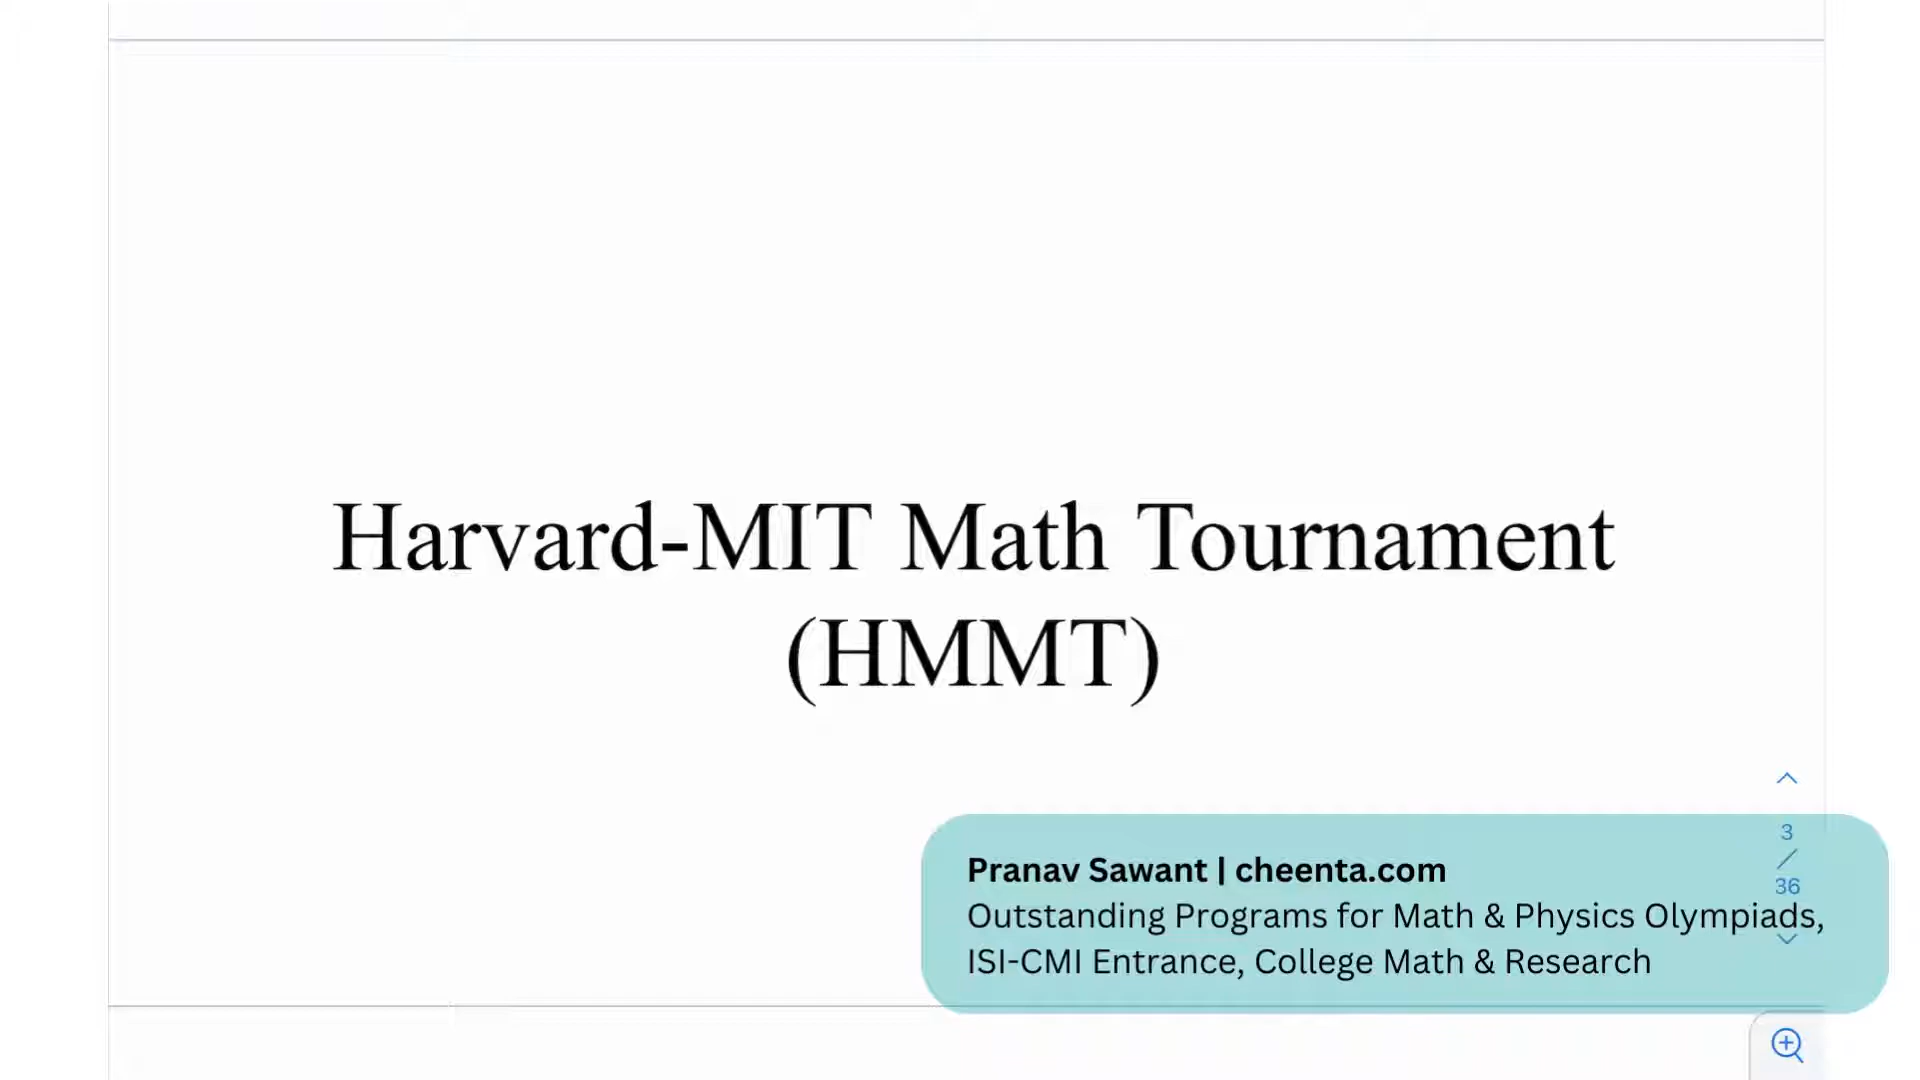 Harvard-MIT Math Tournament
(HMMT)
3
/
36
Pranav Sawant | cheenta.com
Outstanding Programs for Math & Physics Olympiads,
ISI-CMI Entrance, College Math & Research